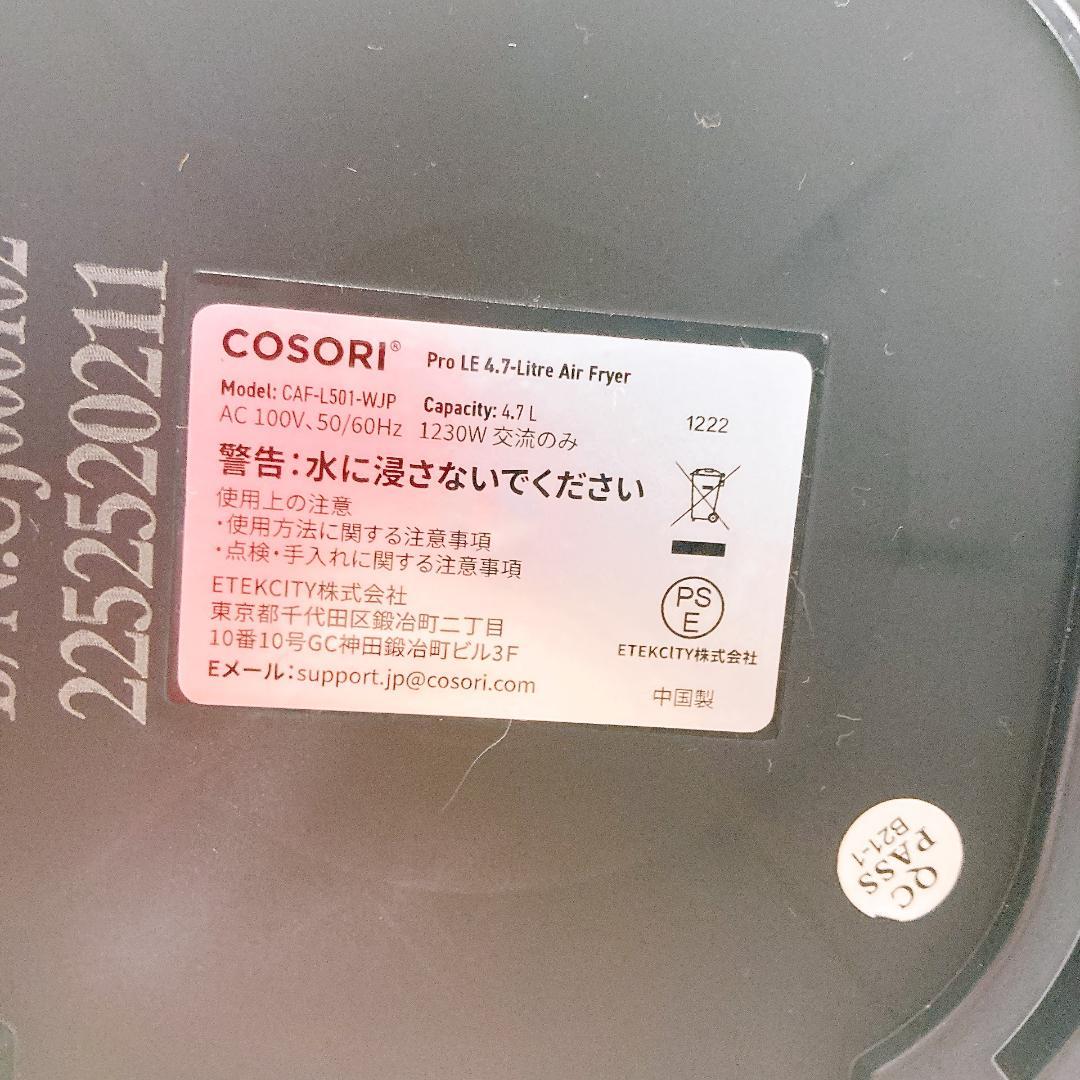 COSORI® Pro LE 4.7-Litre Air Fryer
Model: CAF-L501-WJP Capacity: 4.7 L
AC 100V、50/60Hz 1230W 交流のみ
1222
警告：水に浸さないでください
使用上の注意
・使用方法に関する注意事項
・点検・手入れに関する注意事項
ETEKCITY株式会社
東京都千代田区鍛冶町二丁目
10番10号GC神田鍛冶町ビル3F
Eメール：support.jp@cosori.com
PS
E
ETEKCITY株式会社
中国製
2252520211
QC
PASS
B21-1